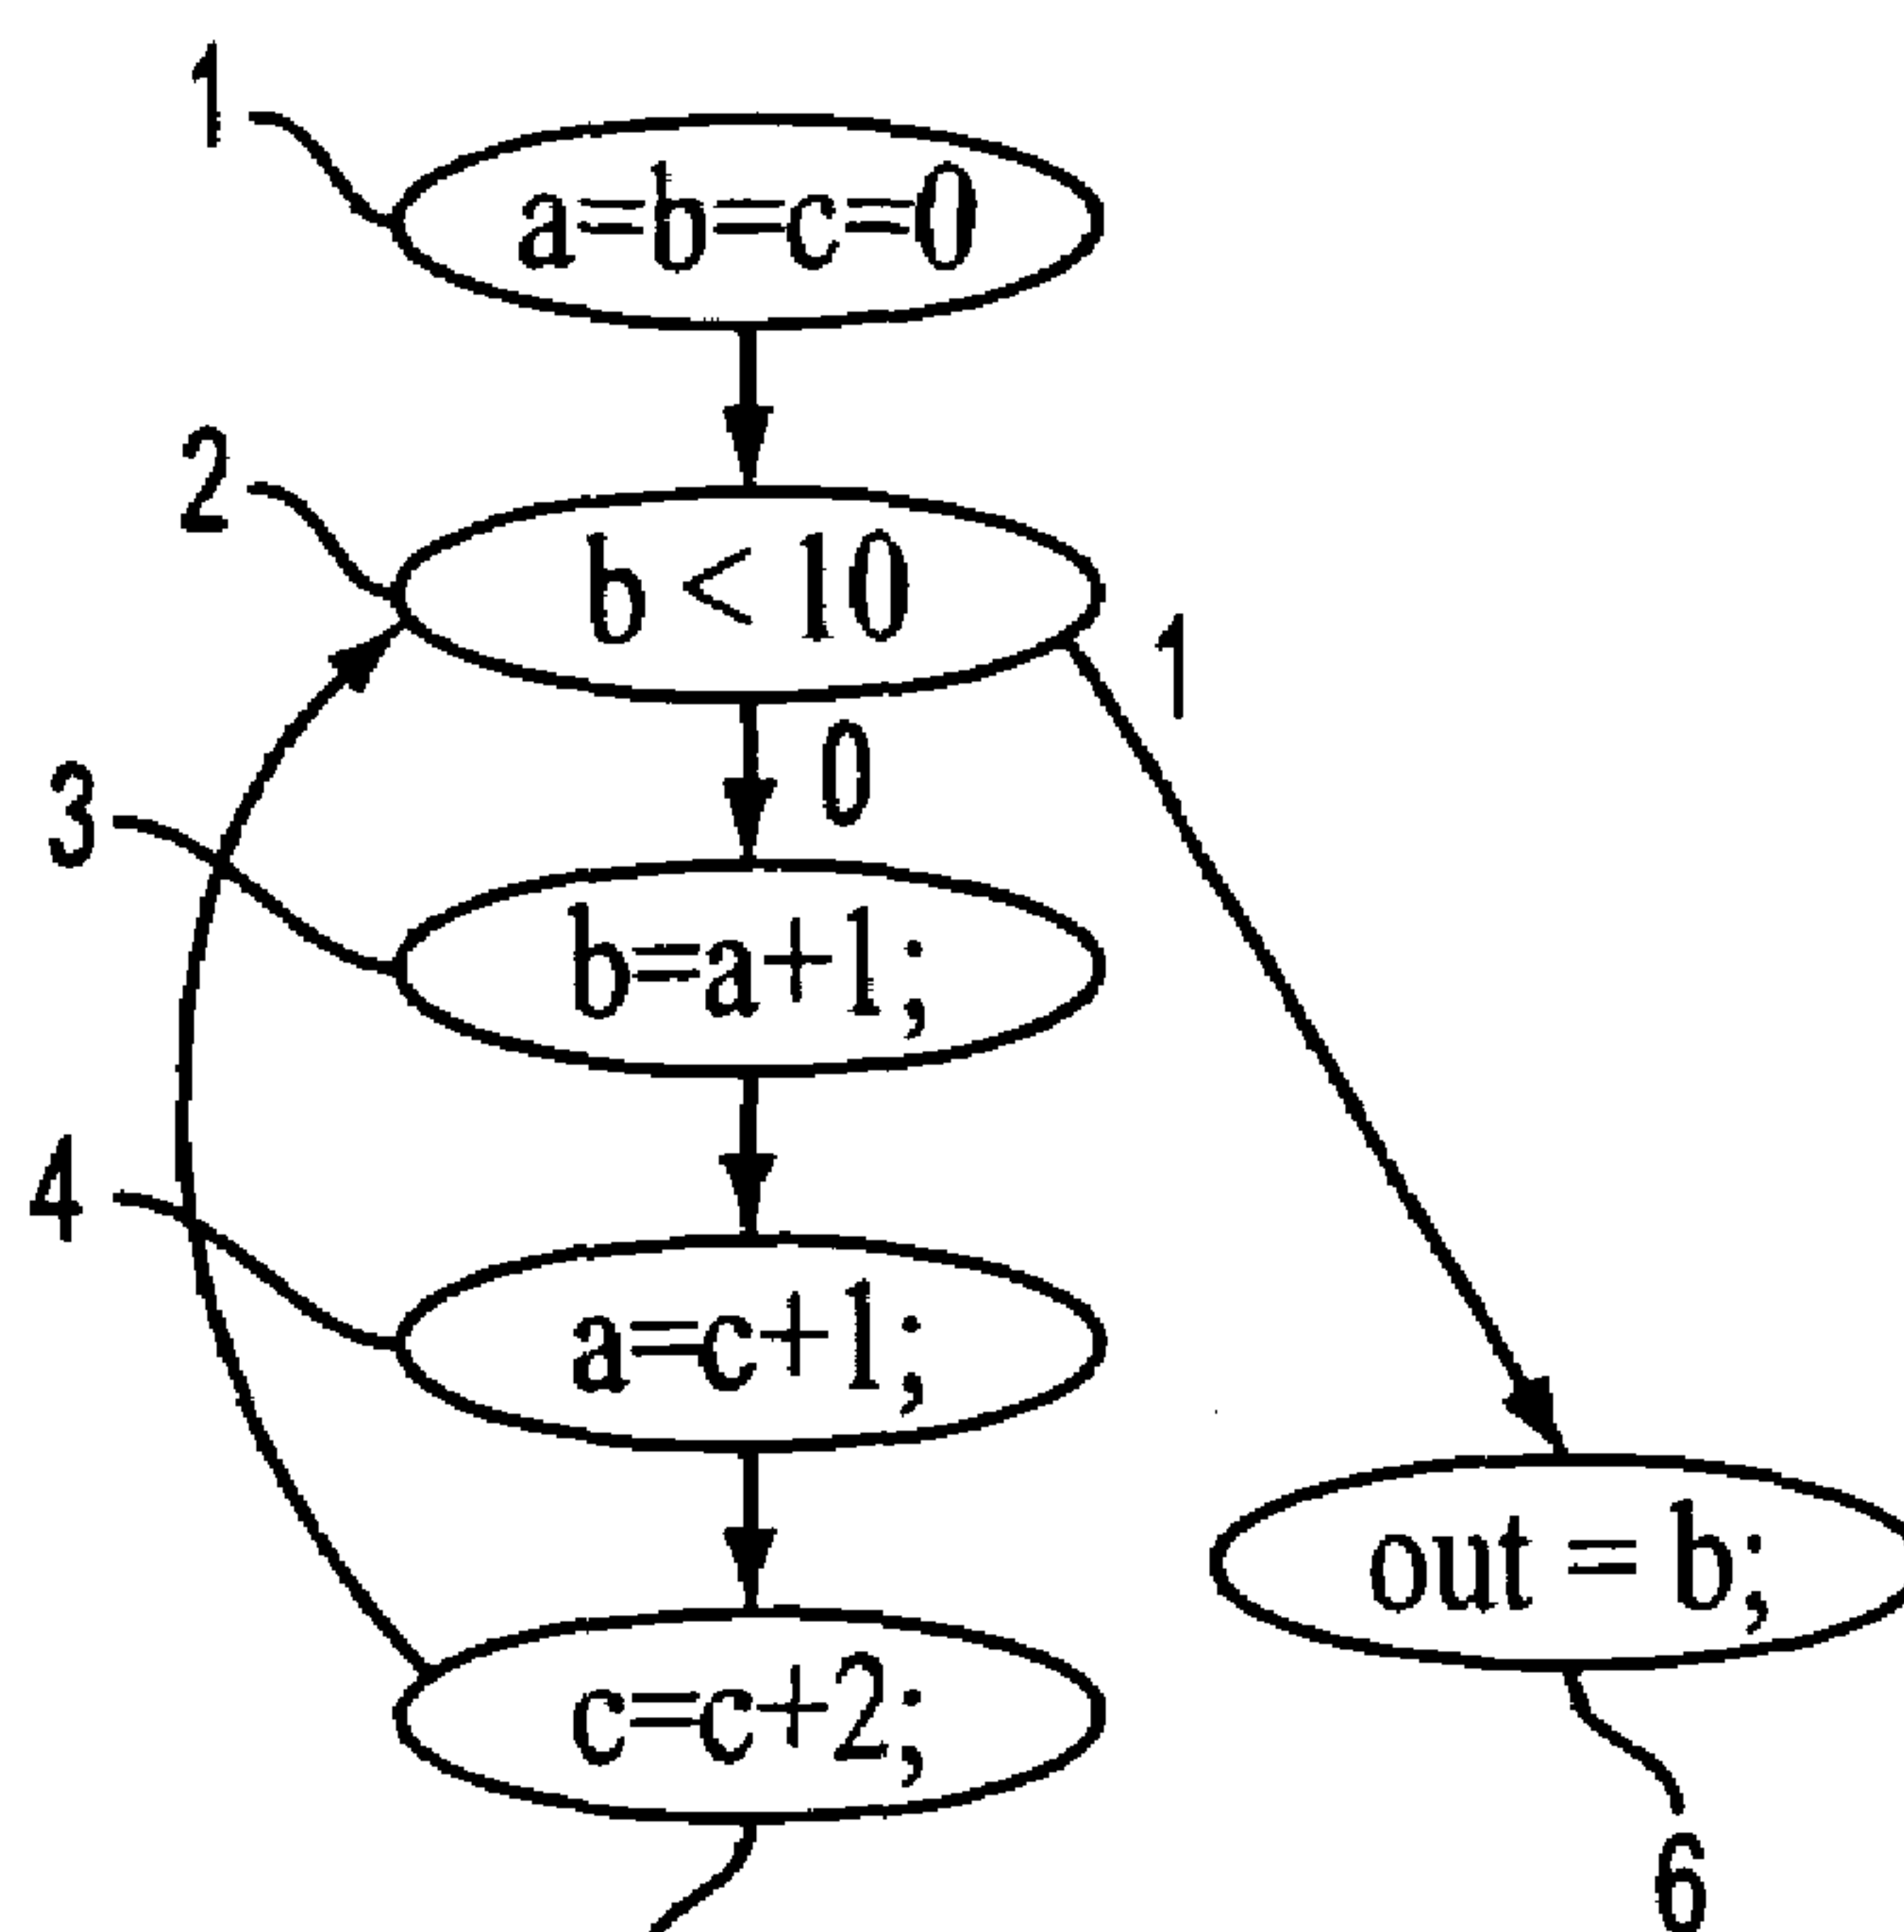 1
a=b=c=0
2
b < 10
1
0
3
b=a+1;
4
a=c+1;
out = b;
c=c+2;
6